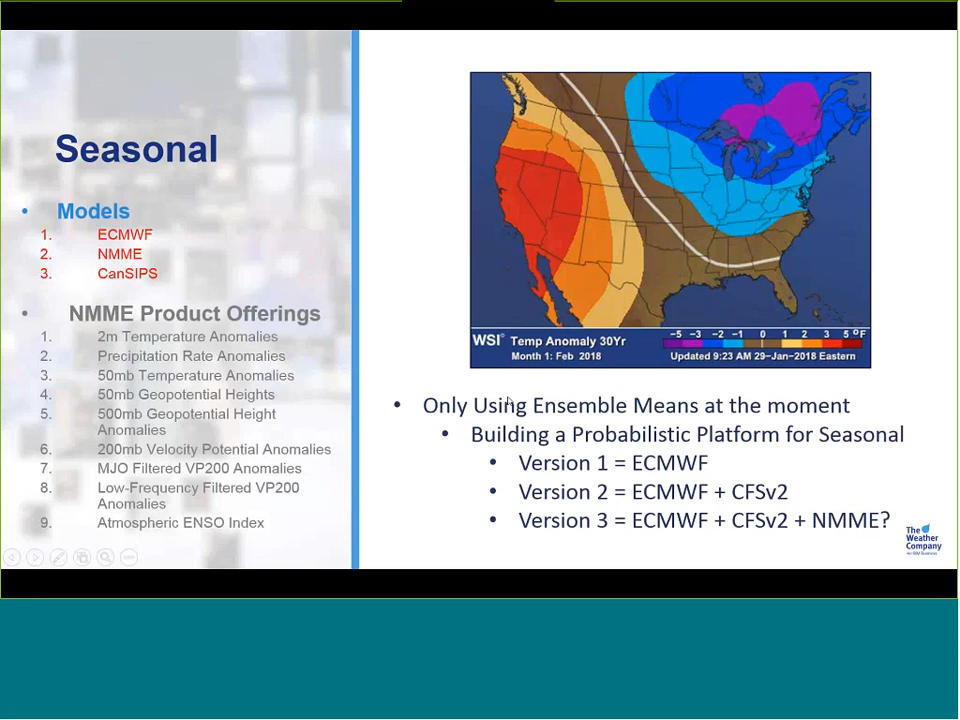 Seasonal
• Models
1. ECMWF
2. NMME
3. CanSIPS
• NMME Product Offerings
1. 2m Temperature Anomalies
2. Precipitation Rate Anomalies
3. 50mb Temperature Anomalies
4. 50mb Geopotential Heights
5. 500mb Geopotential Height
Anomalies
6. 200mb Velocity Potential Anomalies
7. MJO Filtered VP200 Anomalies
8. Low-Frequency Filtered VP200
Anomalies
9. Atmospheric ENSO Index
WSI® Temp Anomaly 30Yr
Month 1: Feb 2018
−5 −3 −2 −1 0 1 2 3 5 °F
Updated 9:23 AM 29-Jan-2018 Eastern
• Only Using Ensemble Means at the moment
• Building a Probabilistic Platform for Seasonal
• Version 1 = ECMWF
• Version 2 = ECMWF + CFSv2
• Version 3 = ECMWF + CFSv2 + NMME?
The
Weather
Company
An IBM Business